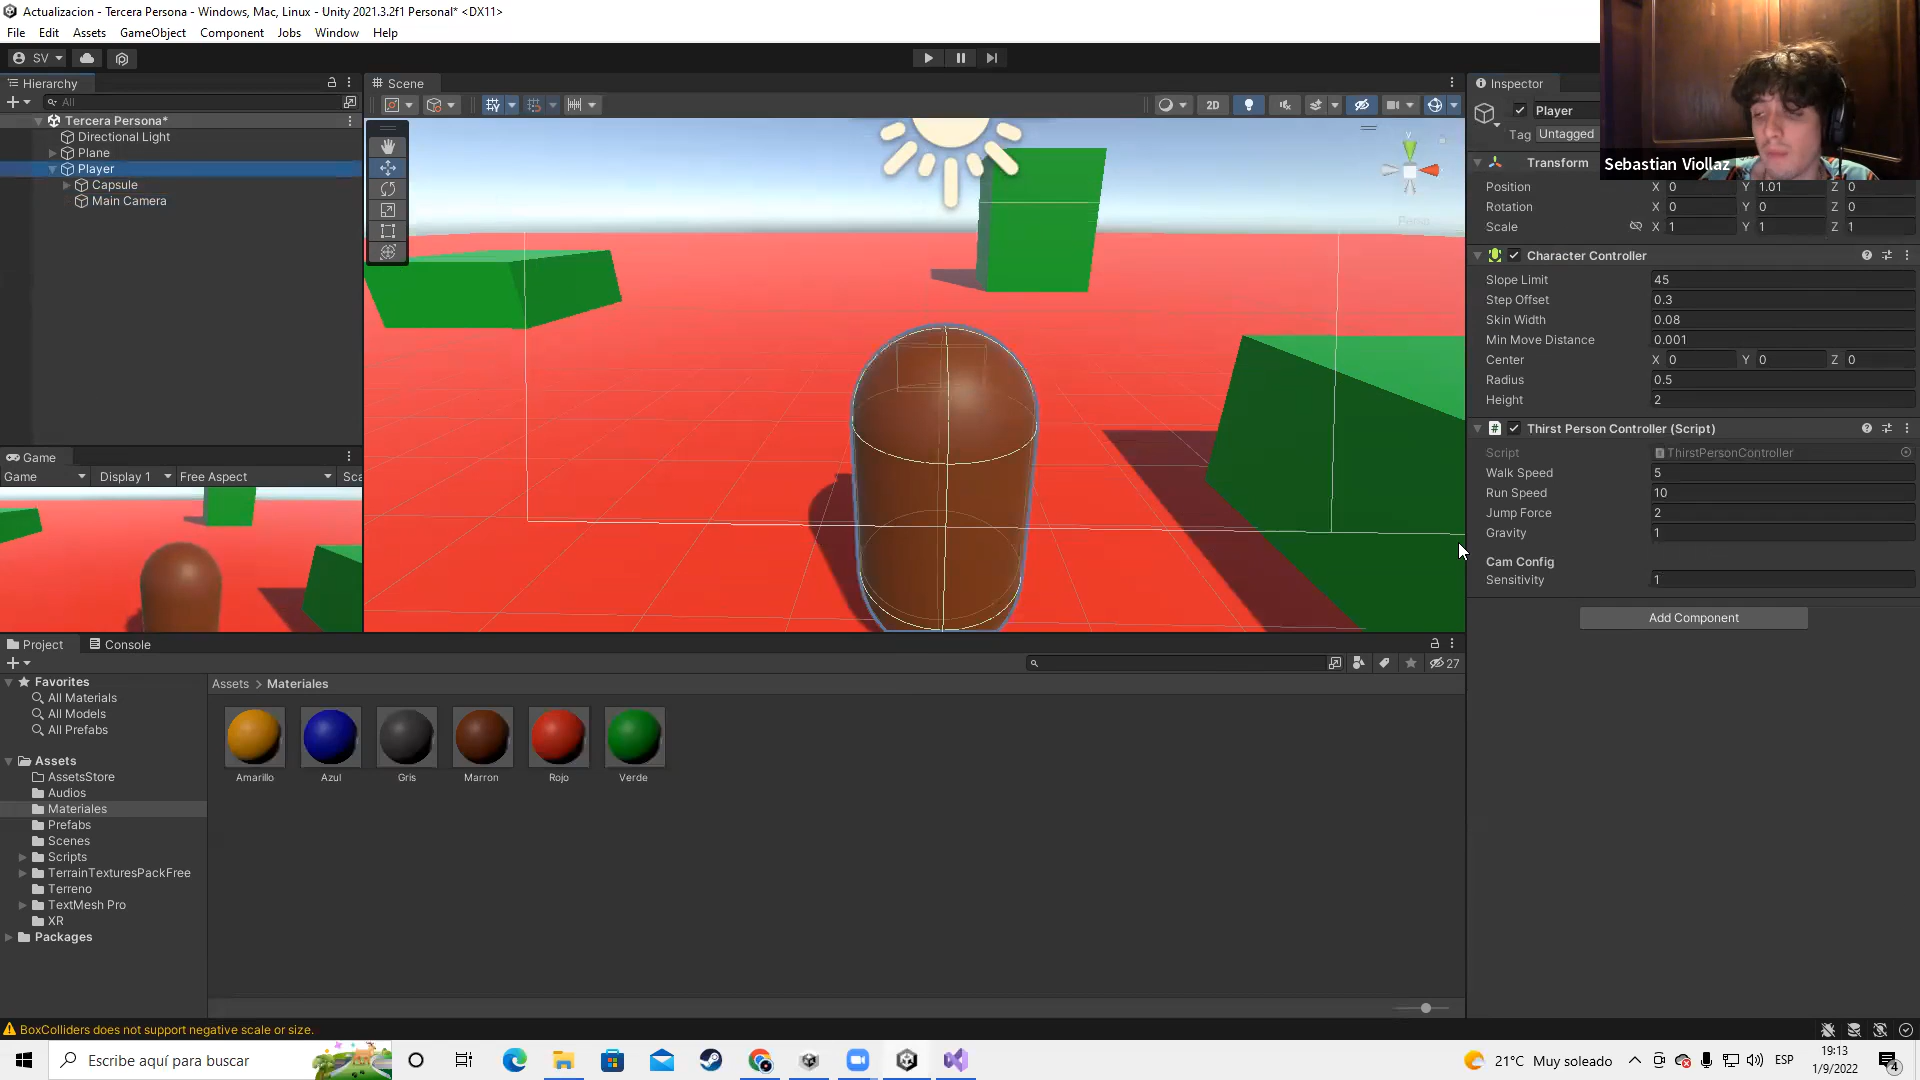 Actualizacion - Tercera Persona - Windows, Mac, Linux - Unity 2021.3.2f1 Personal* <DX11>
File Edit Assets GameObject Component Jobs Window Help
SV
Hierarchy
All
Tercera Persona*
Directional Light
Plane
Player
Capsule
Main Camera
Scene
2D
Y
Persp
Game
Game Display 1 Free Aspect Sca
Inspector
Player
Tag Untagged
Sebastian Viollaz
Transform
Position X 0 Y 1.01 Z 0
Rotation X 0 Y 0 Z 0
Scale X 1 Y 1 Z 1
Character Controller
Slope Limit 45
Step Offset 0.3
Skin Width 0.08
Min Move Distance 0.001
Center X 0 Y 0 Z 0
Radius 0.5
Height 2
Thirst Person Controller (Script)
Script ThirstPersonController
Walk Speed 5
Run Speed 10
Jump Force 2
Gravity 1
Cam Config
Sensitivity 1
Add Component
Project Console
27
Favorites
All Materials
All Models
All Prefabs
Assets
AssetsStore
Audios
Materiales
Prefabs
Scenes
Scripts
TerrainTexturesPackFree
Terreno
TextMesh Pro
XR
Packages
Assets > Materiales
Amarillo Azul Gris Marron Rojo Verde
BoxColliders does not support negative scale or size.
Escribe aquí para buscar
21°C Muy soleado
ESP
19:13
1/9/2022
4